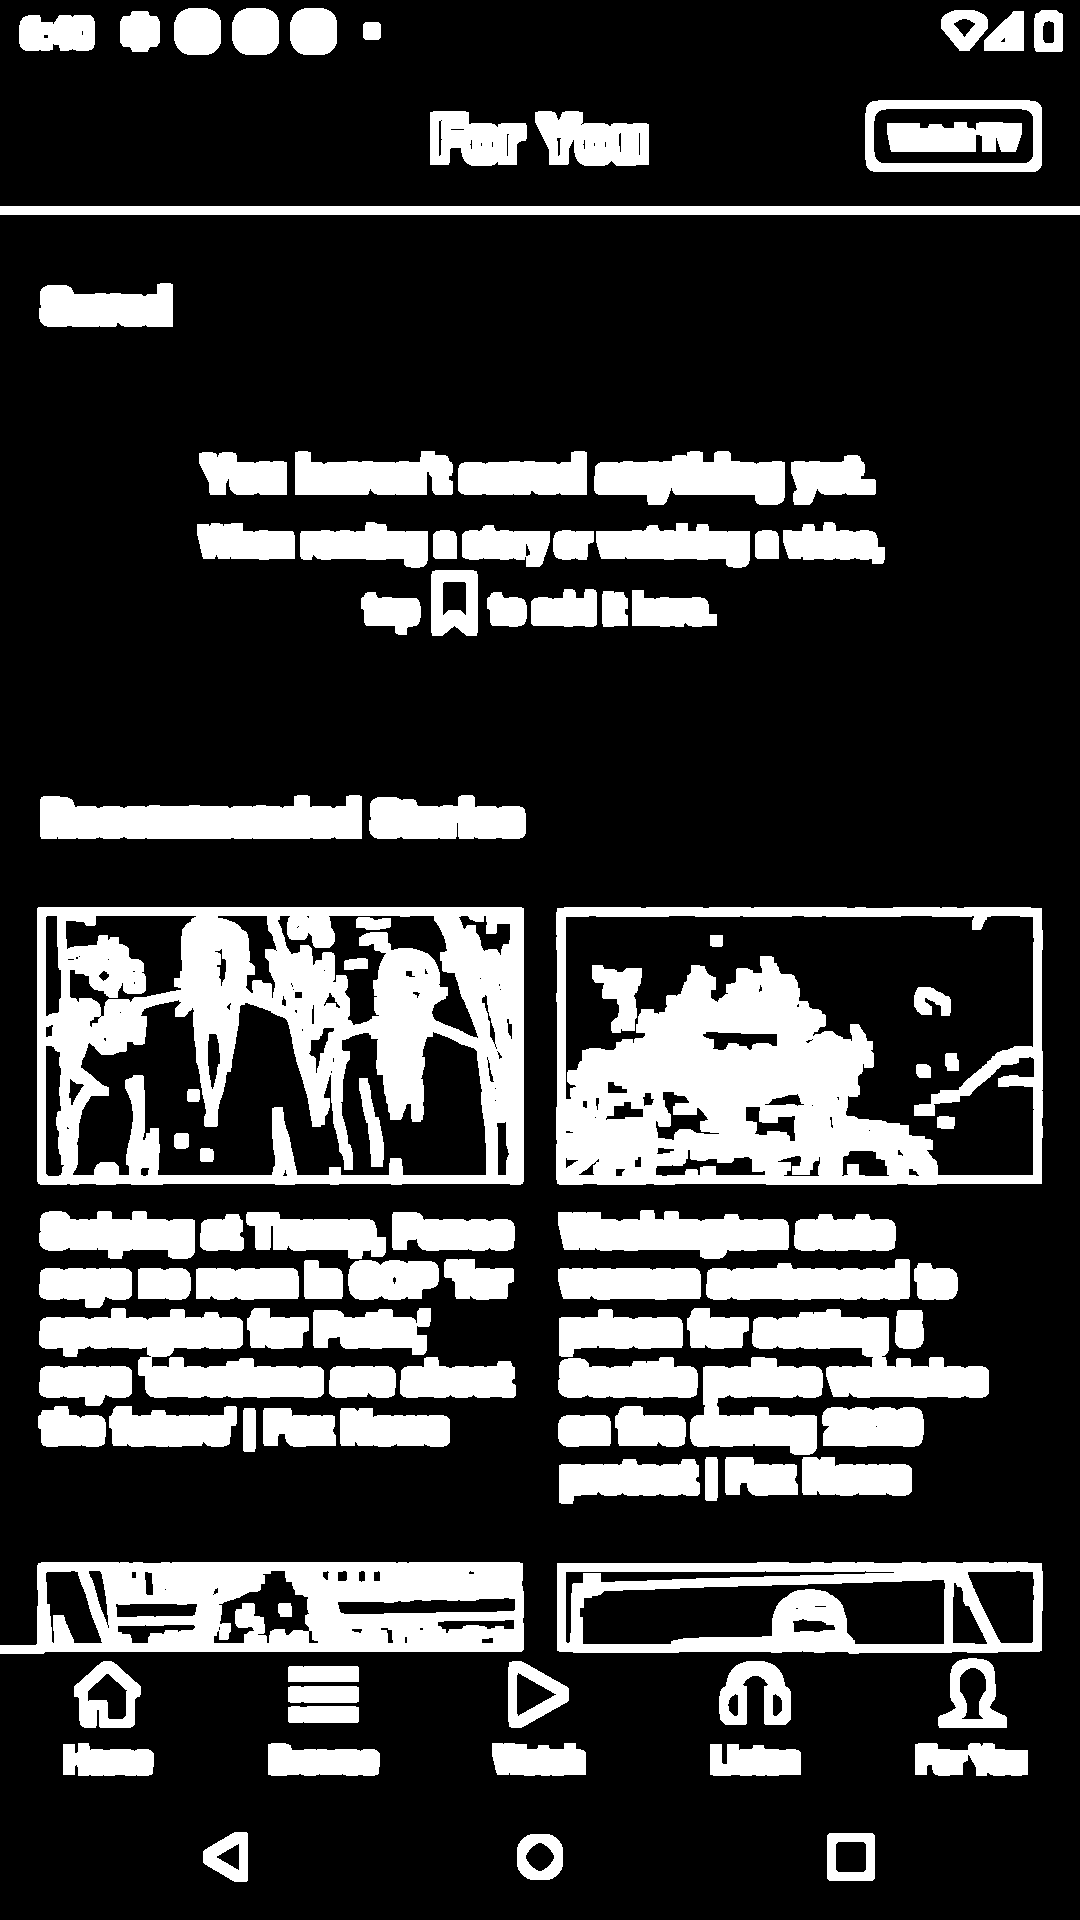 6:40
For You
Watch TV
Saved
You haven't saved anything yet.
When reading a story or watching a video,
tap to add it here.
Recommended Stories
Sniping at Trump, Pence
says no room in GOP 'for
apologists for Putin,'
says 'elections are about
the future' | Fox News
Washington state
woman sentenced to
prison for setting 5
Seattle police vehicles
on fire during 2020
protest | Fox News
Home
Browse
Watch
Listen
For You